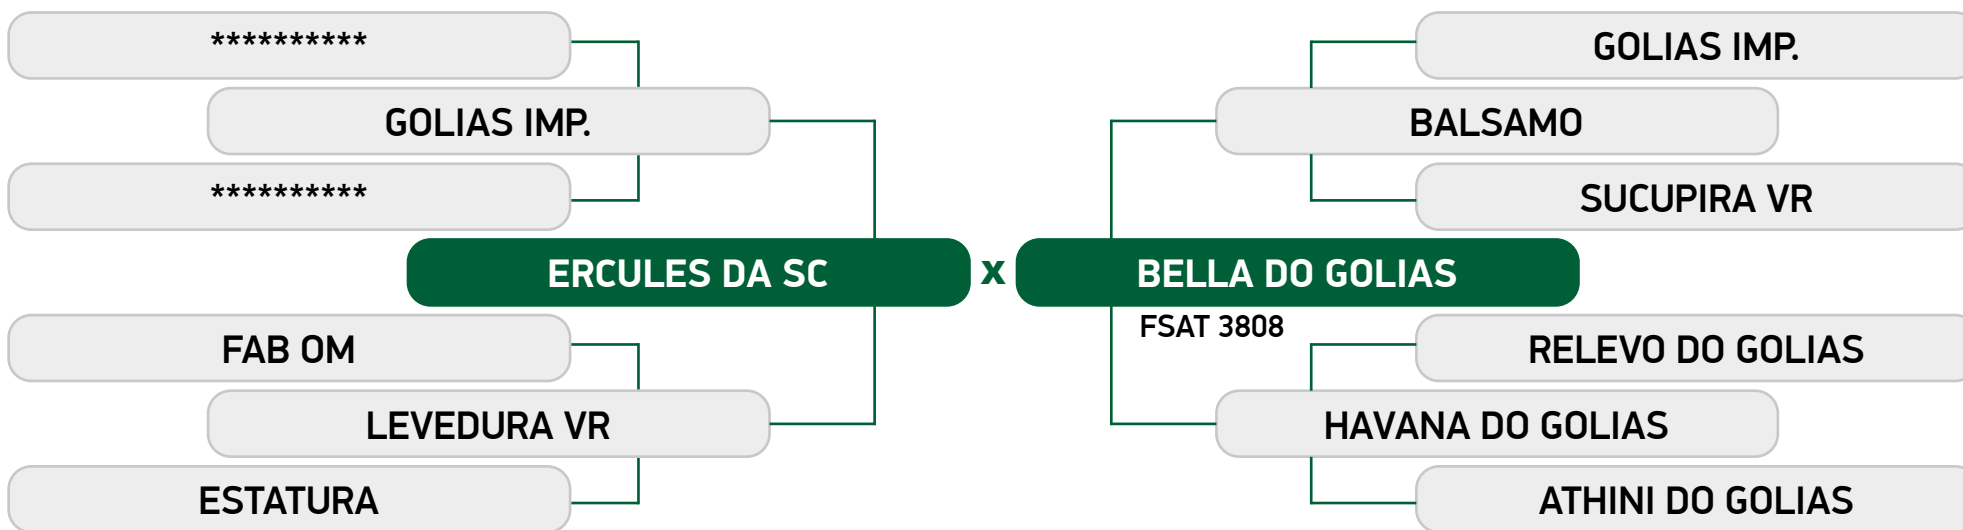 **********
GOLIAS IMP.
**********
ERCULES DA SC
FAB OM
LEVEDURA VR
ESTATURA
x
GOLIAS IMP.
BALSAMO
SUCUPIRA VR
BELLA DO GOLIAS
FSAT 3808
RELEVO DO GOLIAS
HAVANA DO GOLIAS
ATHINI DO GOLIAS